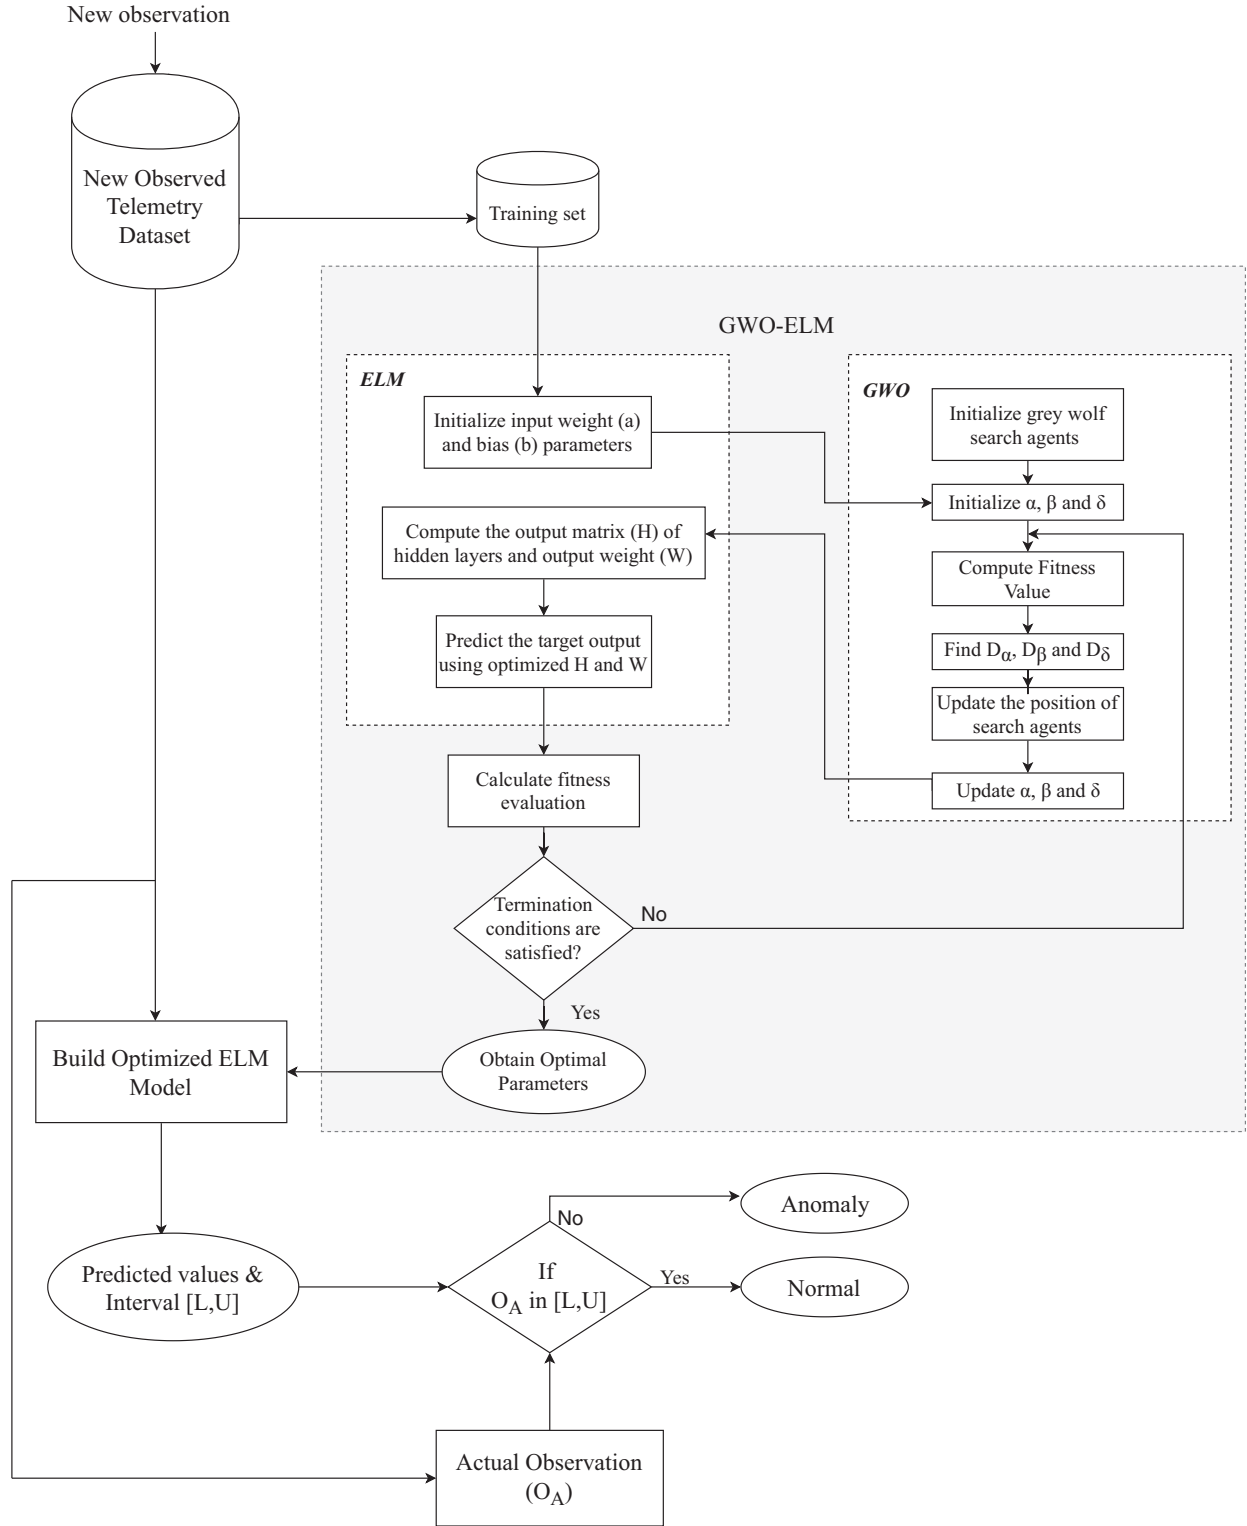 New observation
New Observed
Telemetry
Dataset
Training set
GWO-ELM
ELM
Initialize input weight (a)
and bias (b) parameters
Compute the output matrix (H) of
hidden layers and output weight (W)
Predict the target output
using optimized H and W
GWO
Initialize grey wolf
search agents
Initialize α, β and δ
Compute Fitness
Value
Find Dα, Dβ and Dδ
Update the position of
search agents
Update α, β and δ
Calculate fitness
evaluation
Termination
conditions are
satisfied?
No
Yes
Obtain Optimal
Parameters
Build Optimized ELM
Model
Predicted values &
Interval [L,U]
If
OA in [L,U]
No
Anomaly
Yes
Normal
Actual Observation
(OA)